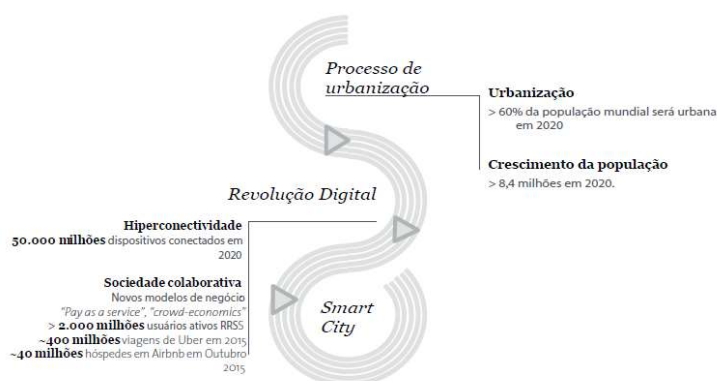 Processo de
urbanização
Urbanização
> 60% da população mundial será urbana
em 2020
Crescimento da população
> 8,4 milhões em 2020.
Revolução Digital
Hiperconectividade
50.000 milhões dispositivos conectados em
2020
Sociedade colaborativa
Novos modelos de negócio
"Pay as a service", "crowd-economics"
> 2.000 milhões usuários ativos RRSS
~400 milhões viagens de Uber em 2015
~40 milhões hóspedes em Airbnb em Outubro
2015
Smart
City